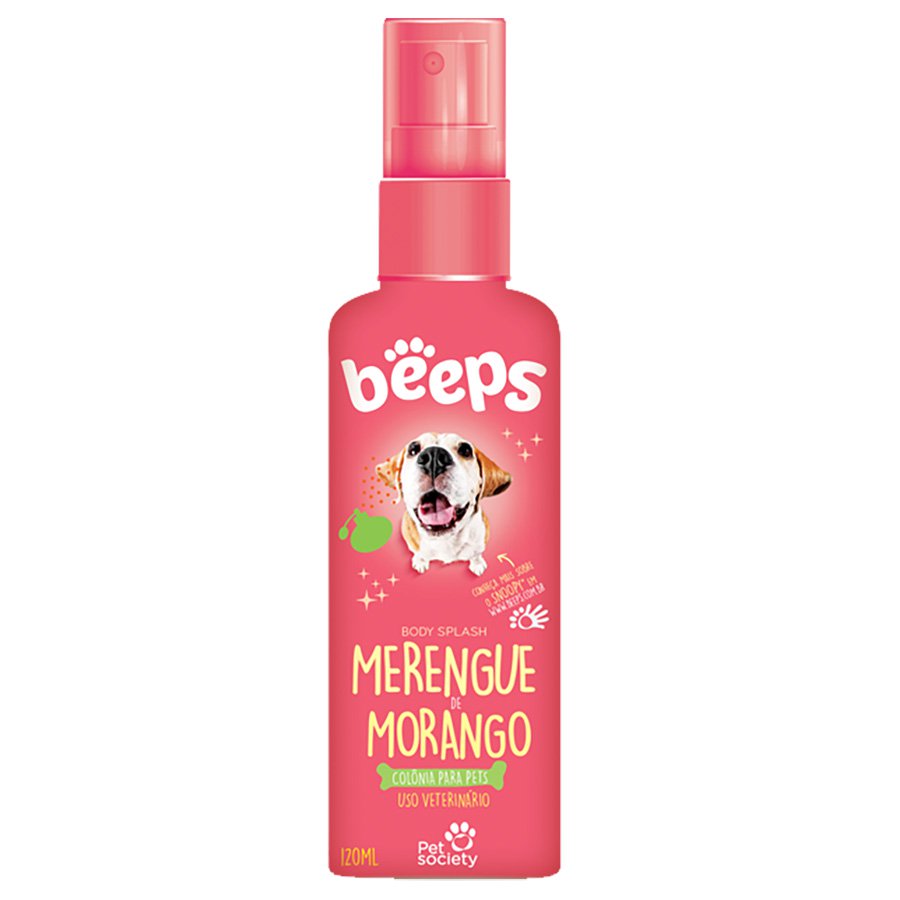 beeps
CONHEÇA MAIS SOBRE
O "SNOOPY" EM
WWW.BEEPS.COM.BR
BODY SPLASH
MERENGUE
DE
MORANGO
COLÔNIA PARA PETS
USO VETERINÁRIO
120ML
Pet
society